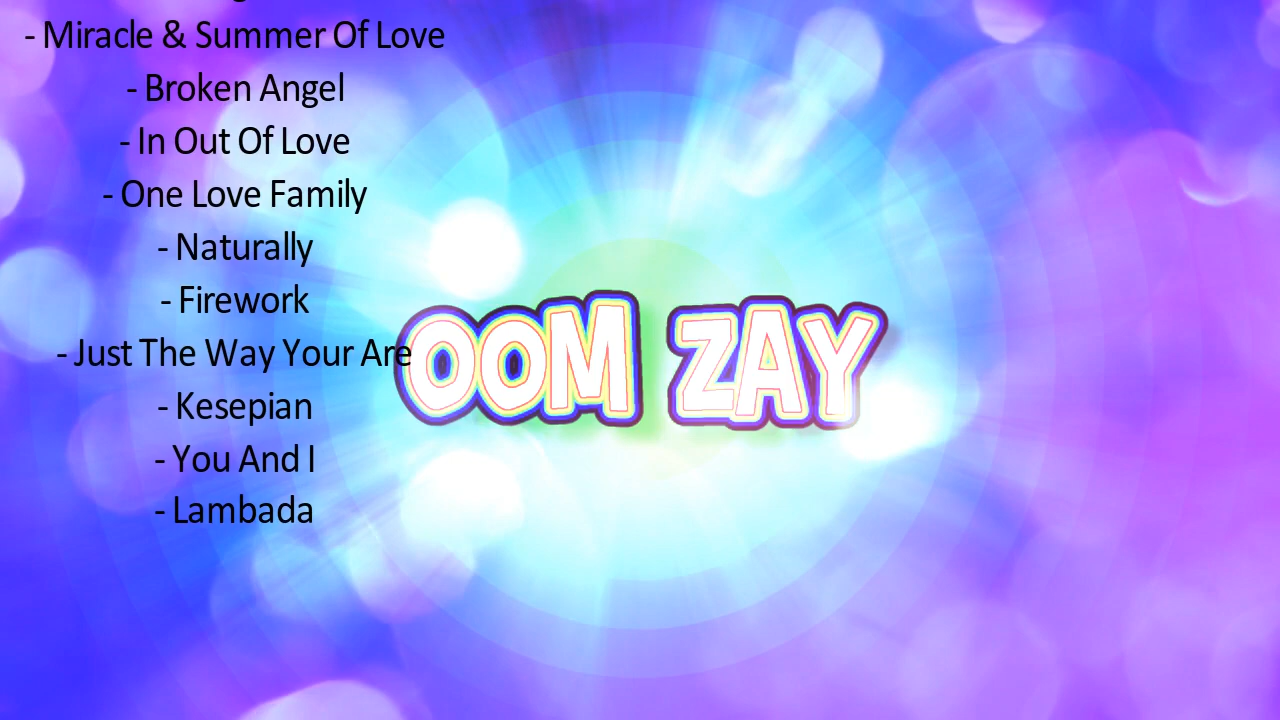 - Miracle & Summer Of Love
- Broken Angel
- In Out Of Love
- One Love Family
- Naturally
- Firework
- Just The Way Your Are
OOM ZAY
- Kesepian
- You And I
- Lambada